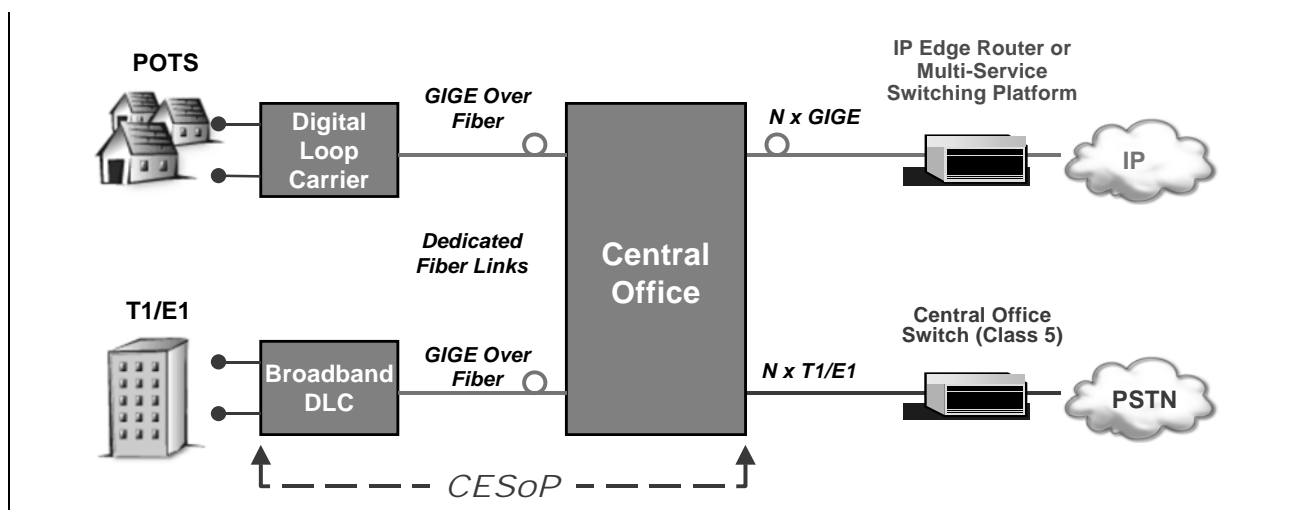 POTS
Digital
Loop
Carrier
GIGE Over
Fiber
N x GIGE
IP Edge Router or
Multi-Service
Switching Platform
IP
Dedicated
Fiber Links
Central
Office
T1/E1
Broadband
DLC
GIGE Over
Fiber
N x T1/E1
Central Office
Switch (Class 5)
PSTN
CESoP